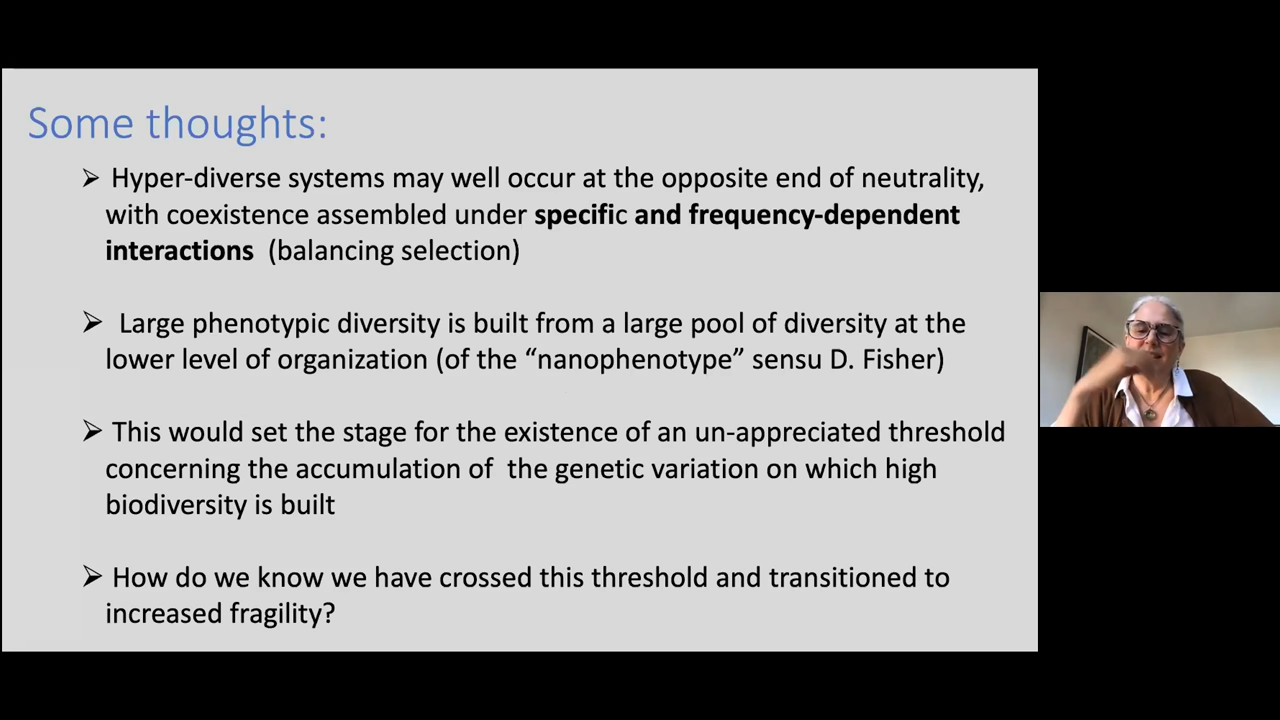 Some thoughts:
➢ Hyper-diverse systems may well occur at the opposite end of neutrality,
with coexistence assembled under specific and frequency-dependent
interactions (balancing selection)
➢ Large phenotypic diversity is built from a large pool of diversity at the
lower level of organization (of the “nanophenotype” sensu D. Fisher)
➢ This would set the stage for the existence of an un-appreciated threshold
concerning the accumulation of the genetic variation on which high
biodiversity is built
➢ How do we know we have crossed this threshold and transitioned to
increased fragility?